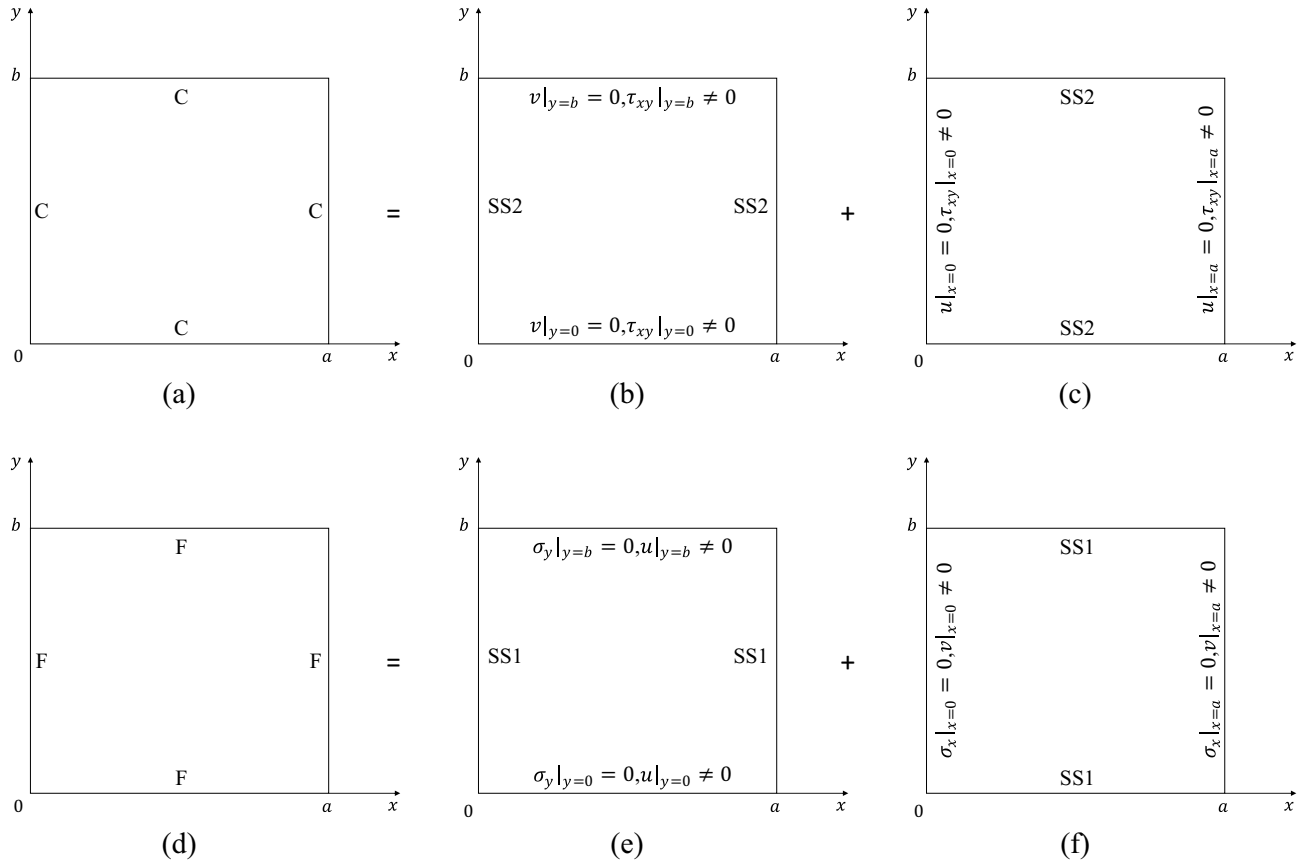 y
b
C
C
C
C
0
a
x
(a)
=
y
b
v|y=b = 0,τxy|y=b ≠ 0
SS2
SS2
v|y=0 = 0,τxy|y=0 ≠ 0
0
a
x
(b)
+
y
b
SS2
u|x=0 = 0,τxy|x=0 ≠ 0
u|x=a = 0,τxy|x=a ≠ 0
SS2
0
a
x
(c)
y
b
F
F
F
F
0
a
x
(d)
=
y
b
σy|y=b = 0,u|y=b ≠ 0
SS1
SS1
σy|y=0 = 0,u|y=0 ≠ 0
0
a
x
(e)
+
y
b
SS1
σx|x=0 = 0,v|x=0 ≠ 0
σx|x=a = 0,v|x=a ≠ 0
SS1
0
a
x
(f)